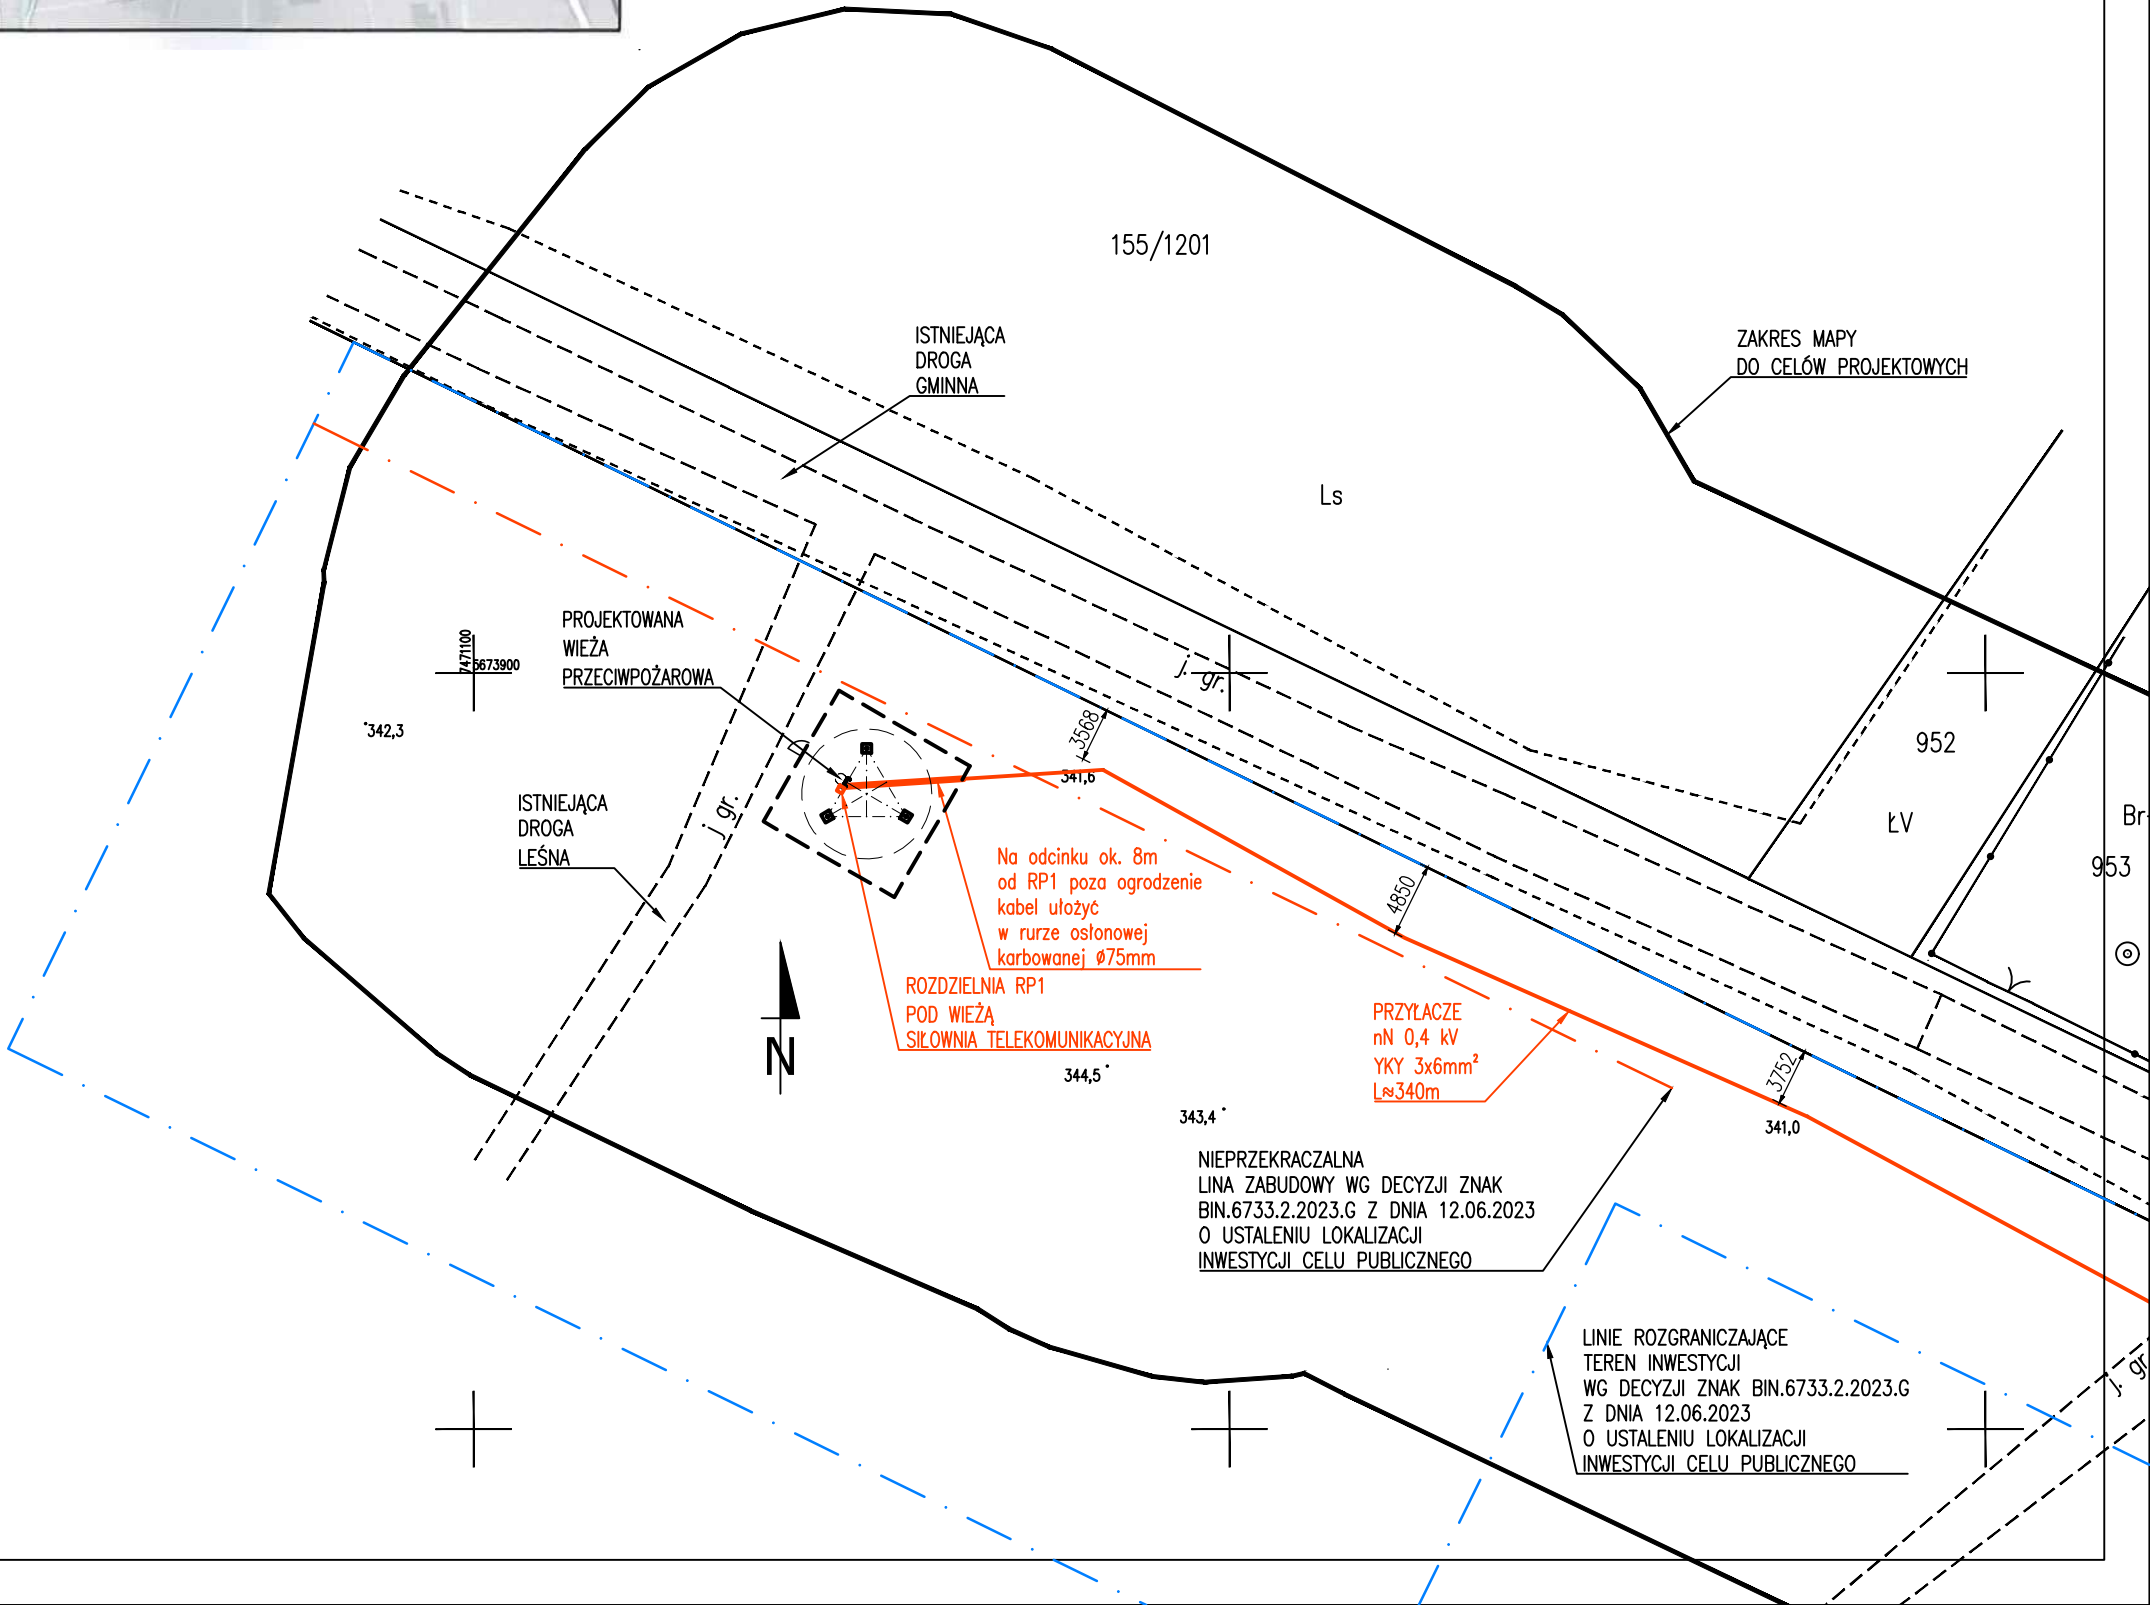 155/1201
ISTNIEJĄCA
DROGA
GMINNA
ZAKRES MAPY
DO CELÓW PROJEKTOWYCH
Ls
PROJEKTOWANA
WIEŻA
PRZECIWPOŻAROWA
7471100
5673900
342,3
j. gr.
3568
341,6
952
ŁV
Br
953
ISTNIEJĄCA
DROGA
LEŚNA
j gr.
Na odcinku ok. 8m
od RP1 poza ogrodzenie
kabel ułożyć
w rurze osłonowej
karbowanej ø75mm
4850
ROZDZIELNIA RP1
POD WIEŻĄ
SIŁOWNIA TELEKOMUNIKACYJNA
N
PRZYŁACZE
nN 0,4 kV
YKY 3x6mm²
L≈340m
3752
344,5
343,4
341,0
NIEPRZEKRACZALNA
LINA ZABUDOWY WG DECYZJI ZNAK
BIN.6733.2.2023.G Z DNIA 12.06.2023
O USTALENIU LOKALIZACJI
INWESTYCJI CELU PUBLICZNEGO
LINIE ROZGRANICZAJĄCE
TEREN INWESTYCJI
WG DECYZJI ZNAK BIN.6733.2.2023.G
Z DNIA 12.06.2023
O USTALENIU LOKALIZACJI
INWESTYCJI CELU PUBLICZNEGO
j. gr